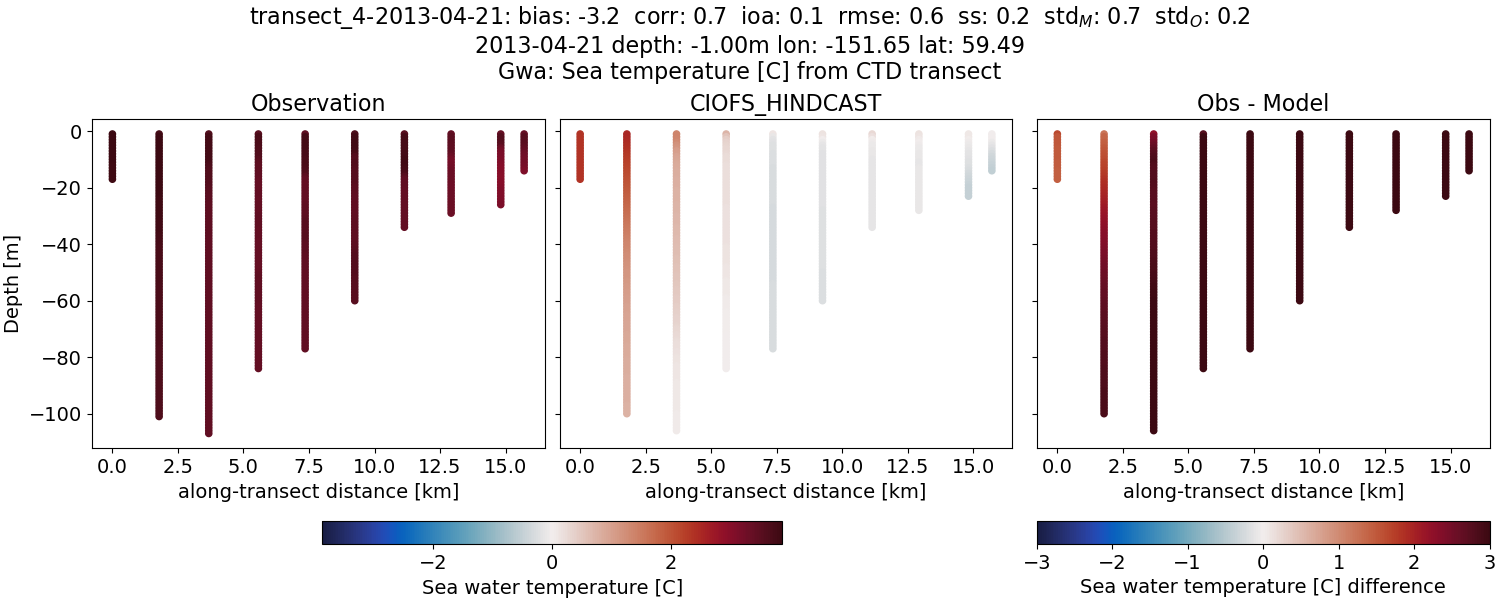 transect_4-2013-04-21: bias: -3.2 corr: 0.7 ioa: 0.1 rmse: 0.6 ss: 0.2 std_M: 0.7 std_O: 0.2
2013-04-21 depth: -1.00m lon: -151.65 lat: 59.49
Gwa: Sea temperature [C] from CTD transect
Observation
CIOFS_HINDCAST
Obs - Model
Depth [m]
0
−20
−40
−60
−80
−100
0.0 2.5 5.0 7.5 10.0 12.5 15.0
0.0 2.5 5.0 7.5 10.0 12.5 15.0
0.0 2.5 5.0 7.5 10.0 12.5 15.0
along-transect distance [km]
along-transect distance [km]
along-transect distance [km]
−2 0 2
Sea water temperature [C]
−3 −2 −1 0 1 2 3
Sea water temperature [C] difference